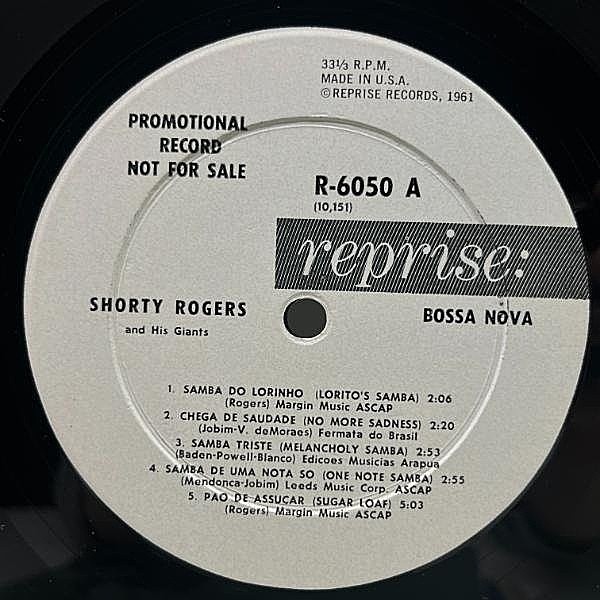 33⅓ R.P.M.
MADE IN U.S.A.
©REPRISE RECORDS, 1961
PROMOTIONAL
RECORD
NOT FOR SALE
R-6050 A
(10,151)
reprise:
SHORTY ROGERS
and His Giants
BOSSA NOVA
1. SAMBA DO LORINHO (LORITO'S SAMBA) 2:06
(Rogers) Margin Music ASCAP
2. CHEGA DE SAUDADE (NO MORE SADNESS) 2:20
(Jobim-V. deMoraes) Fermata do Brasil
3. SAMBA TRISTE (MELANCHOLY SAMBA) 2:53
(Baden-Powell-Blanco) Edicoes Musicias Arapua
4. SAMBA DE UMA NOTA SO (ONE NOTE SAMBA) 2:55
(Mendonca-Jobim) Leeds Music Corp. ASCAP
5. PAO DE ASSUCAR (SUGAR LOAF) 5:03
(Rogers) Margin Music ASCAP